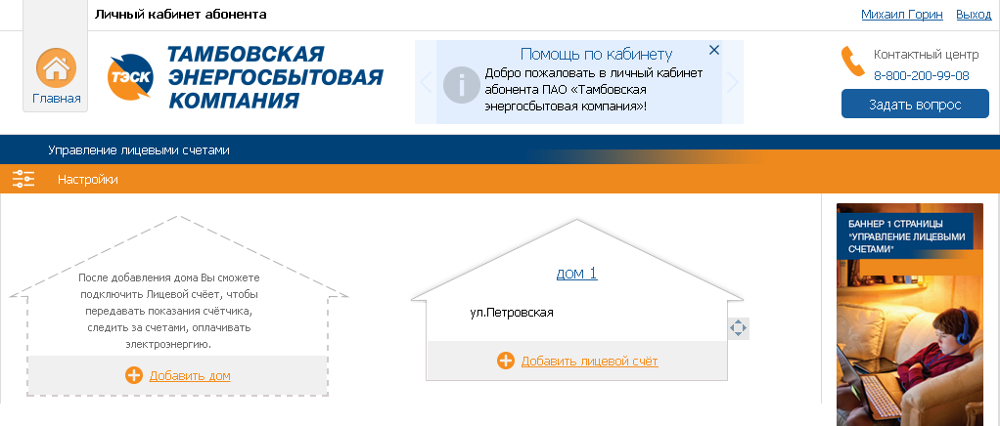 Личный кабинет абонента
Михаил Горин Выход
Главная
ТЭСК
ТАМБОВСКАЯ
ЭНЕРГОСБЫТОВАЯ
КОМПАНИЯ
Помощь по кабинету
Добро пожаловать в личный кабинет
абонента ПАО «Тамбовская
энергосбытовая компания»!
Контактный центр
8-800-200-99-08
Задать вопрос
Управление лицевыми счетами
Настройки
После добавления дома Вы сможете
подключить Лицевой счёт, чтобы
передавать показания счётчика,
следить за счетами, оплачивать
электроэнергию.
Добавить дом
дом 1
ул.Петровская
Добавить лицевой счёт
БАННЕР 1 СТРАНИЦЫ
"УПРАВЛЕНИЕ ЛИЦЕВЫМИ
СЧЕТАМИ"